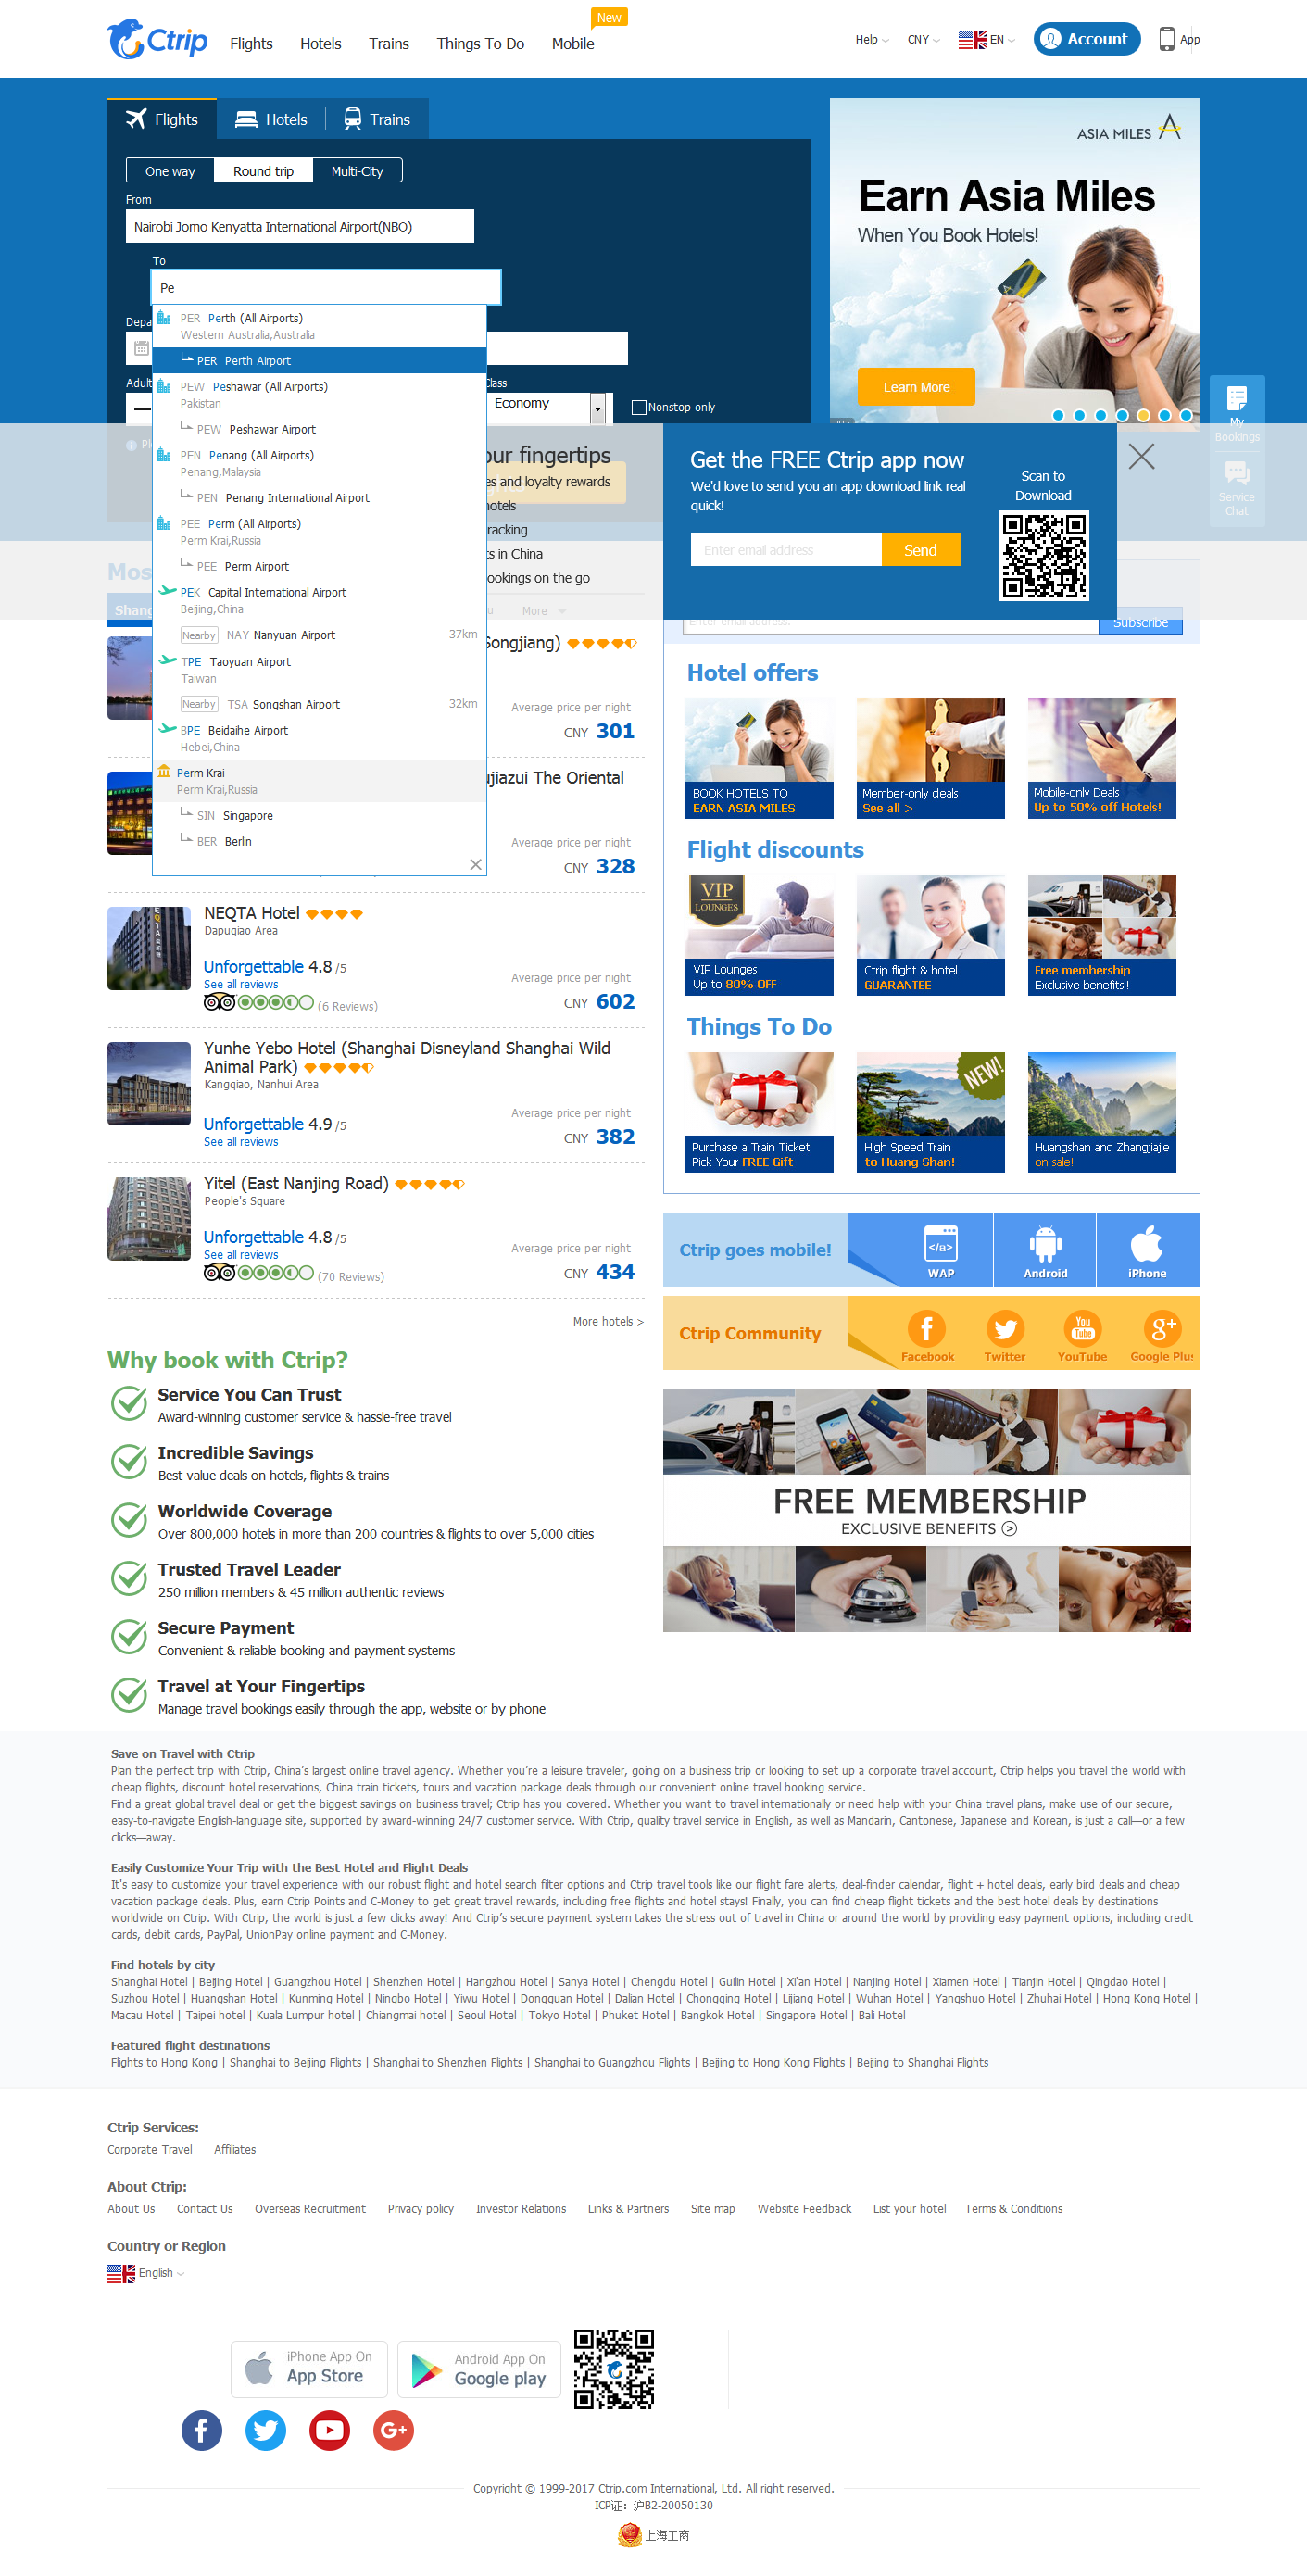 Ctrip
Flights
Hotels
Trains
Things To Do
Mobile
New
Help
CNY
EN
Account
App
Flights
Hotels
Trains
One way
Round trip
Multi-City
From
Nairobi Jomo Kenyatta International Airport(NBO)
To
Pe
Depa
Adult
Class
Economy
Nonstop only
PER Perth (All Airports)
Western Australia,Australia
PER Perth Airport
PEW Peshawar (All Airports)
Pakistan
PEW Peshawar Airport
PEN Penang (All Airports)
Penang,Malaysia
PEN Penang International Airport
PEE Perm (All Airports)
Perm Krai,Russia
PEE Perm Airport
PEK Capital International Airport
Beijing,China
Nearby NAY Nanyuan Airport 37km
TPE Taoyuan Airport
Taiwan
Nearby TSA Songshan Airport 32km
BPE Beidaihe Airport
Hebei,China
Perm Krai
Perm Krai,Russia
SIN Singapore
BER Berlin
ASIA MILES
Earn Asia Miles
When You Book Hotels!
Learn More
AD
My
Bookings
Service
Chat
our fingertips
es and loyalty rewards
hotels
racking
ts in China
ookings on the go
Get the FREE Ctrip app now
We'd love to send you an app download link real
quick!
Enter email address
Send
Scan to
Download
Mos
Shang
More
Enter email address.
Subscribe
Songjiang)
Average price per night
CNY 301
ujiazui The Oriental
Average price per night
CNY 328
NEQTA Hotel
Dapuqiao Area
Unforgettable 4.8 /5
See all reviews
(6 Reviews)
Average price per night
CNY 602
Yunhe Yebo Hotel (Shanghai Disneyland Shanghai Wild
Animal Park)
Kangqiao, Nanhui Area
Unforgettable 4.9 /5
See all reviews
Average price per night
CNY 382
Yitel (East Nanjing Road)
People's Square
Unforgettable 4.8 /5
See all reviews
(70 Reviews)
Average price per night
CNY 434
More hotels >
Hotel offers
BOOK HOTELS TO
EARN ASIA MILES
Member-only deals
See all >
Mobile-only Deals
Up to 50% off Hotels!
Flight discounts
VIP
LOUNGES
VIP Lounges
Up to 80% OFF
Ctrip flight & hotel
GUARANTEE
Free membership
Exclusive benefits!
Things To Do
Purchase a Train Ticket
Pick Your FREE Gift
NEW!
High Speed Train
to Huang Shan!
Huangshan and Zhangjiajie
on sale!
Ctrip goes mobile!
</a>
WAP
Android
iPhone
Ctrip Community
Facebook
Twitter
You
Tube
YouTube
g+
Google Plus
FREE MEMBERSHIP
EXCLUSIVE BENEFITS >
Why book with Ctrip?
Service You Can Trust
Award-winning customer service & hassle-free travel
Incredible Savings
Best value deals on hotels, flights & trains
Worldwide Coverage
Over 800,000 hotels in more than 200 countries & flights to over 5,000 cities
Trusted Travel Leader
250 million members & 45 million authentic reviews
Secure Payment
Convenient & reliable booking and payment systems
Travel at Your Fingertips
Manage travel bookings easily through the app, website or by phone
Save on Travel with Ctrip
Plan the perfect trip with Ctrip, China's largest online travel agency. Whether you're a leisure traveler, going on a business trip or looking to set up a corporate travel account, Ctrip helps you travel the world with
cheap flights, discount hotel reservations, China train tickets, tours and vacation package deals through our convenient online travel booking service.
Find a great global travel deal or get the biggest savings on business travel; Ctrip has you covered. Whether you want to travel internationally or need help with your China travel plans, make use of our secure,
easy-to-navigate English-language site, supported by award-winning 24/7 customer service. With Ctrip, quality travel service in English, as well as Mandarin, Cantonese, Japanese and Korean, is just a call—or a few
clicks—away.
Easily Customize Your Trip with the Best Hotel and Flight Deals
It's easy to customize your travel experience with our robust flight and hotel search filter options and Ctrip travel tools like our flight fare alerts, deal-finder calendar, flight + hotel deals, early bird deals and cheap
vacation package deals. Plus, earn Ctrip Points and C-Money to get great travel rewards, including free flights and hotel stays! Finally, you can find cheap flight tickets and the best hotel deals by destinations
worldwide on Ctrip. With Ctrip, the world is just a few clicks away! And Ctrip's secure payment system takes the stress out of travel in China or around the world by providing easy payment options, including credit
cards, debit cards, PayPal, UnionPay online payment and C-Money.
Find hotels by city
Shanghai Hotel | Beijing Hotel | Guangzhou Hotel | Shenzhen Hotel | Hangzhou Hotel | Sanya Hotel | Chengdu Hotel | Guilin Hotel | Xi'an Hotel | Nanjing Hotel | Xiamen Hotel | Tianjin Hotel | Qingdao Hotel |
Suzhou Hotel | Huangshan Hotel | Kunming Hotel | Ningbo Hotel | Yiwu Hotel | Dongguan Hotel | Dalian Hotel | Chongqing Hotel | Lijiang Hotel | Wuhan Hotel | Yangshuo Hotel | Zhuhai Hotel | Hong Kong Hotel |
Macau Hotel | Taipei hotel | Kuala Lumpur hotel | Chiangmai hotel | Seoul Hotel | Tokyo Hotel | Phuket Hotel | Bangkok Hotel | Singapore Hotel | Bali Hotel
Featured flight destinations
Flights to Hong Kong | Shanghai to Beijing Flights | Shanghai to Shenzhen Flights | Shanghai to Guangzhou Flights | Beijing to Hong Kong Flights | Beijing to Shanghai Flights
Ctrip Services:
Corporate Travel
Affiliates
About Ctrip:
About Us
Contact Us
Overseas Recruitment
Privacy policy
Investor Relations
Links & Partners
Site map
Website Feedback
List your hotel
Terms & Conditions
Country or Region
English
iPhone App On
App Store
Android App On
Google play
G+
Copyright © 1999-2017 Ctrip.com International, Ltd. All right reserved.
ICP证：沪B2-20050130
上海工商